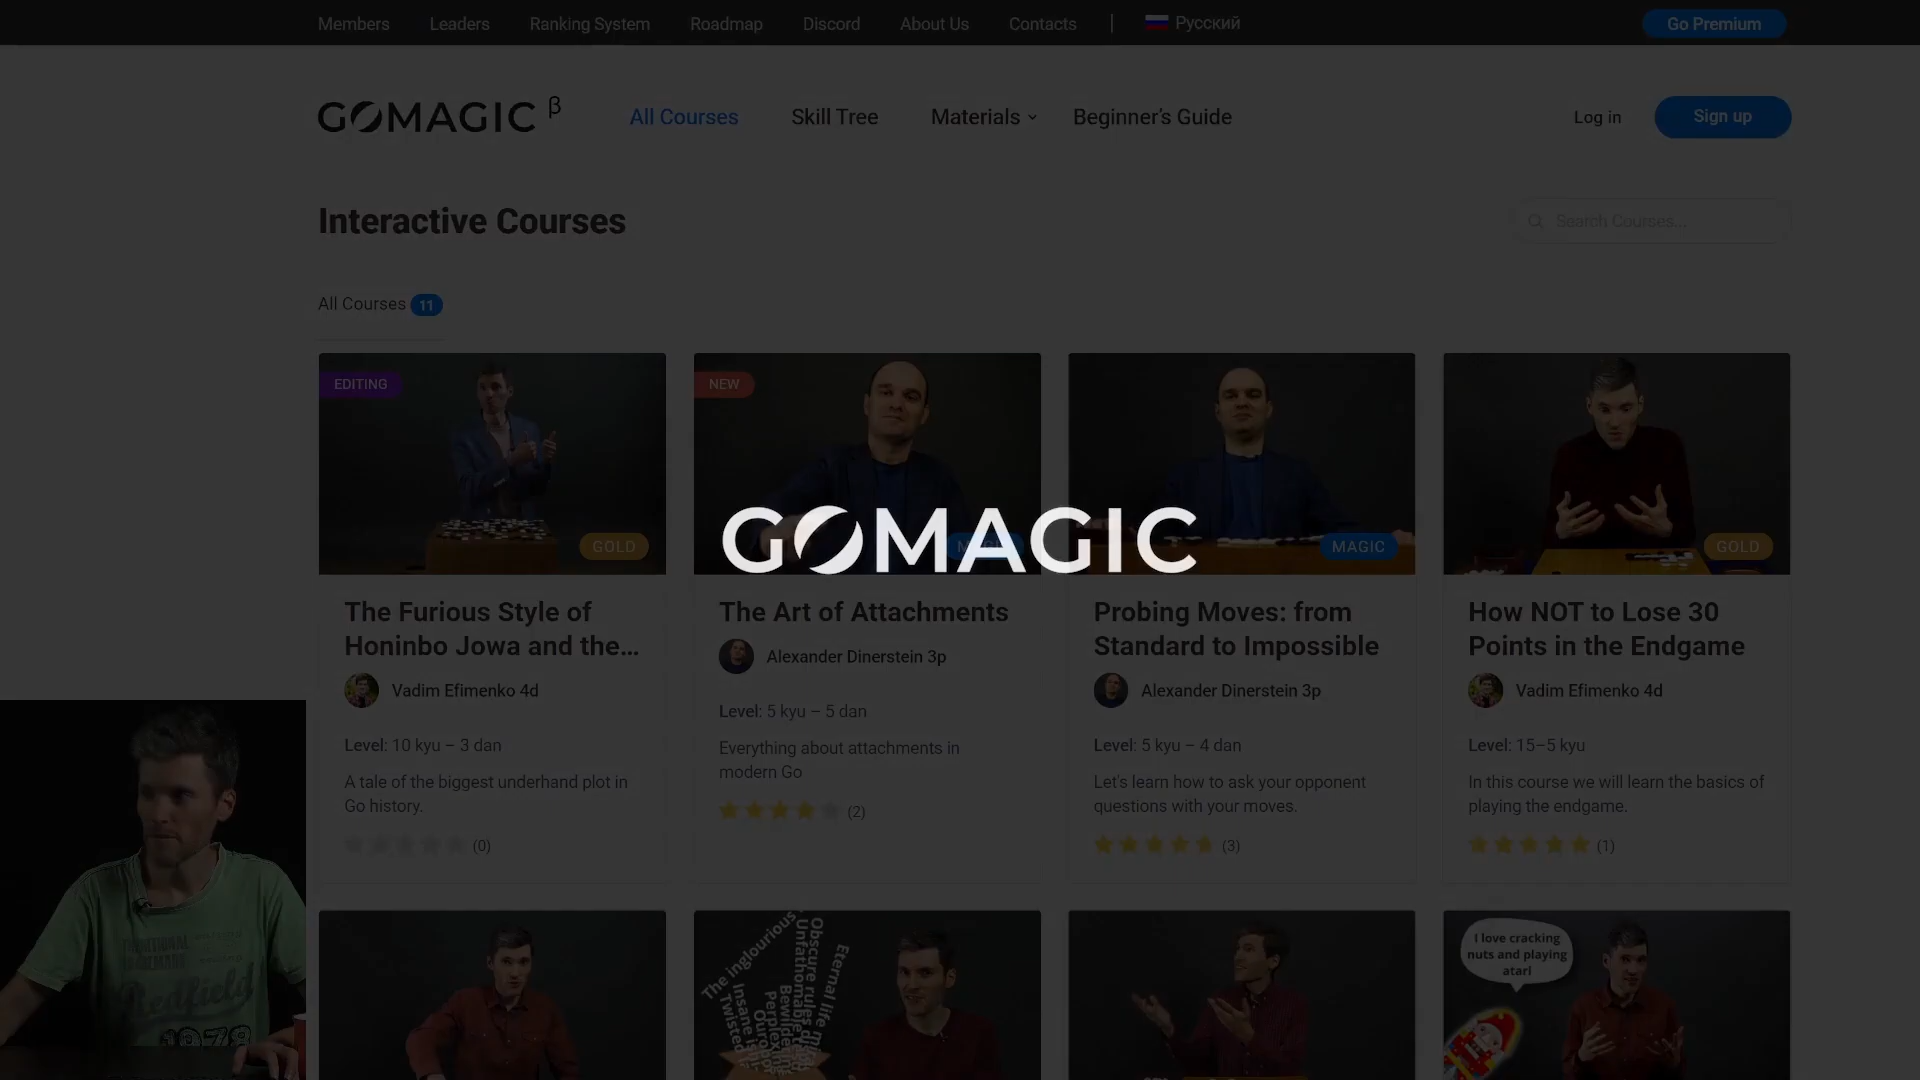 Members Leaders Ranking System Roadmap Discord About Us Contacts | Русский Go Premium
GOMAGIC β All Courses Skill Tree Materials Beginner's Guide Log in Sign up
Interactive Courses
Search Courses...
All Courses 11
EDITING
NEW
GOLD
MAGIC
MAGIC
GOLD
GOMAGIC
The Furious Style of
Honinbo Jowa and the...
Vadim Efimenko 4d
Level: 10 kyu – 3 dan
A tale of the biggest underhand plot in
Go history.
(0)
The Art of Attachments
Alexander Dinerstein 3p
Level: 5 kyu – 5 dan
Everything about attachments in
modern Go
(2)
Probing Moves: from
Standard to Impossible
Alexander Dinerstein 3p
Level: 5 kyu – 4 dan
Let's learn how to ask your opponent
questions with your moves.
(3)
How NOT to Lose 30
Points in the Endgame
Vadim Efimenko 4d
Level: 15–5 kyu
In this course we will learn the basics of
playing the endgame.
(1)
Redfield
1978
The inglourious
Obscure rules
Eternal life
Insane
Twisted
I love cracking
nuts and playing
atari